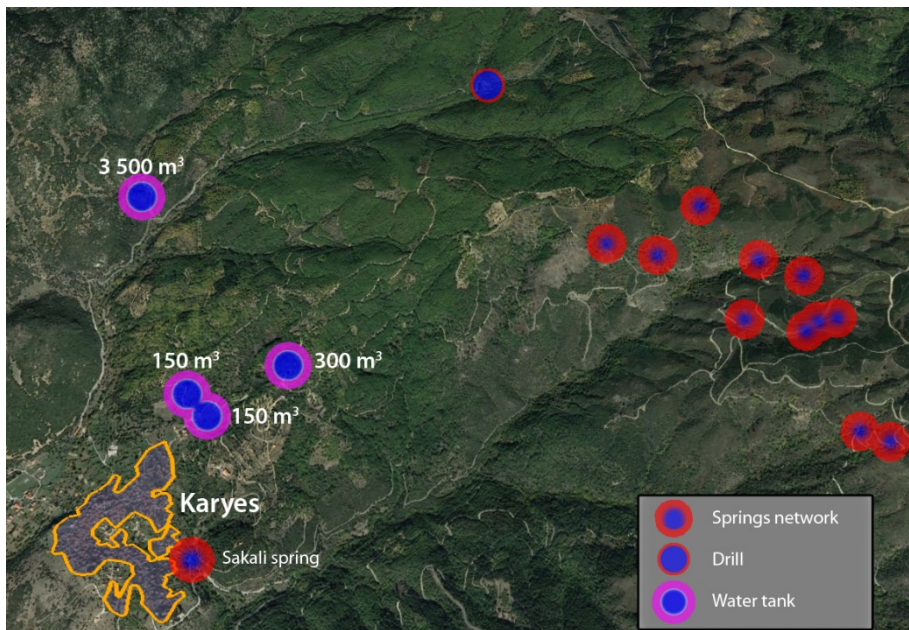 3 500 m³
150 m³
300 m³
150 m³
Karyes
Sakali spring
Springs network
Drill
Water tank